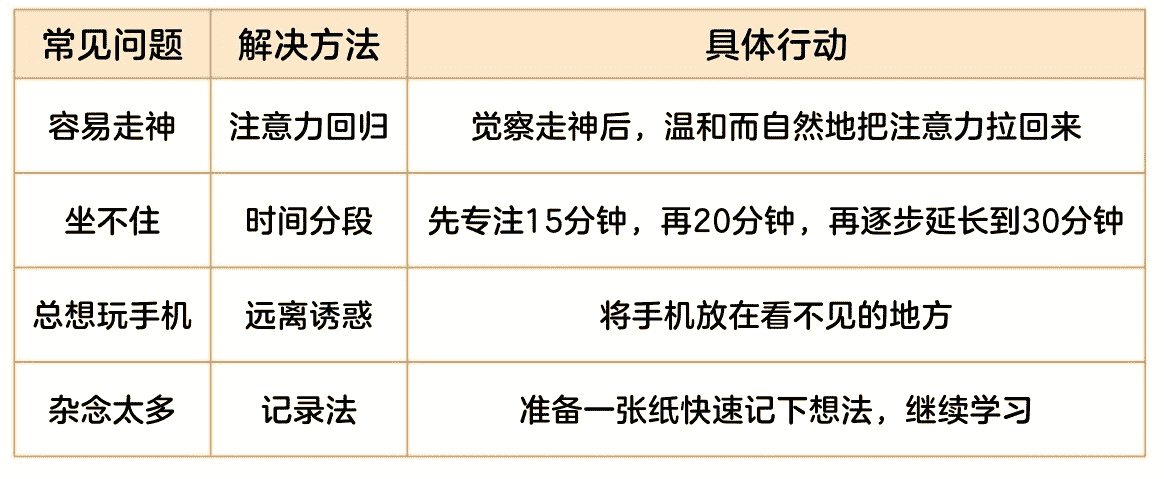 常见问题 解决方法 具体行动
容易走神 注意力回归 觉察走神后，温和而自然地把注意力拉回来
坐不住 时间分段 先专注15分钟，再20分钟，再逐步延长到30分钟
总想玩手机 远离诱惑 将手机放在看不见的地方
杂念太多 记录法 准备一张纸快速记下想法，继续学习